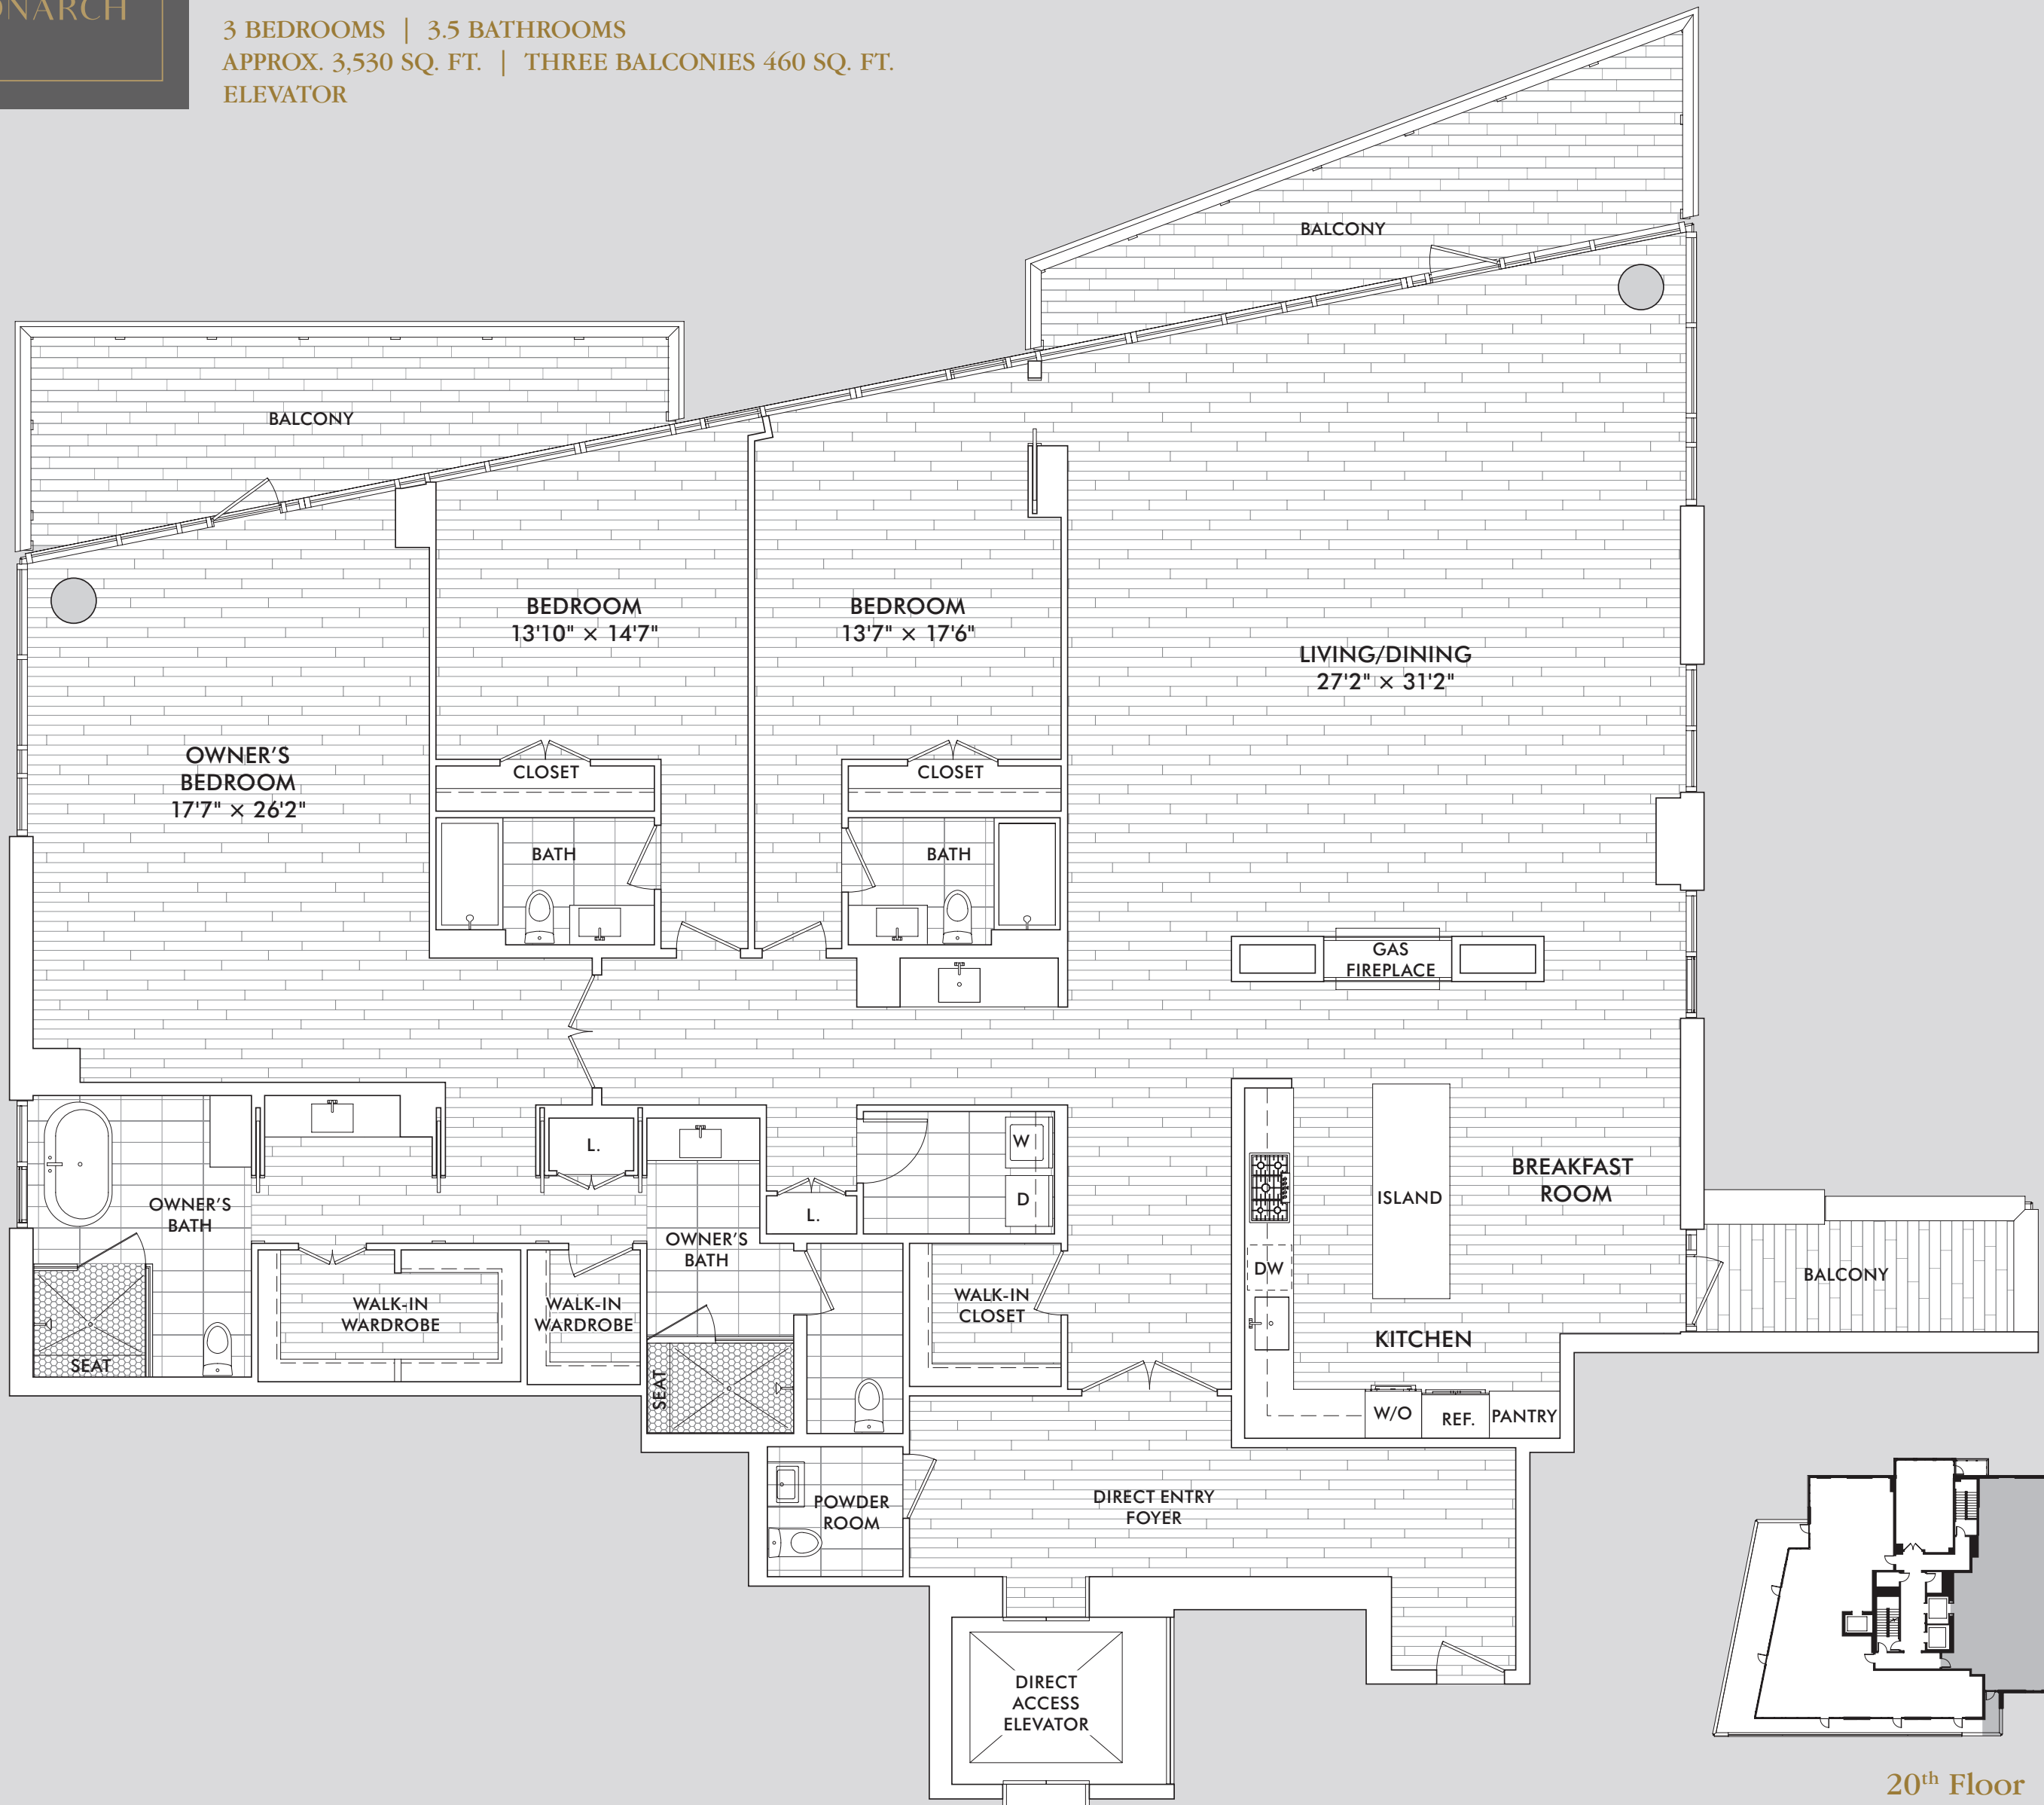 3 BEDROOMS | 3.5 BATHROOMS
APPROX. 3,530 SQ. FT. | THREE BALCONIES 460 SQ. FT.
ELEVATOR
BALCONY
BALCONY
BEDROOM
13'10" × 14'7"
BEDROOM
13'7" × 17'6"
LIVING/DINING
27'2" × 31'2"
OWNER'S
BEDROOM
17'7" × 26'2"
CLOSET
CLOSET
BATH
BATH
GAS
FIREPLACE
L.
W
D
L.
OWNER'S
BATH
OWNER'S
BATH
ISLAND
BREAKFAST
ROOM
DW
BALCONY
WALK-IN
WARDROBE
WALK-IN
WARDROBE
WALK-IN
CLOSET
KITCHEN
SEAT
SEAT
W/O
REF.
PANTRY
POWDER
ROOM
DIRECT ENTRY
FOYER
DIRECT
ACCESS
ELEVATOR
20th Floor